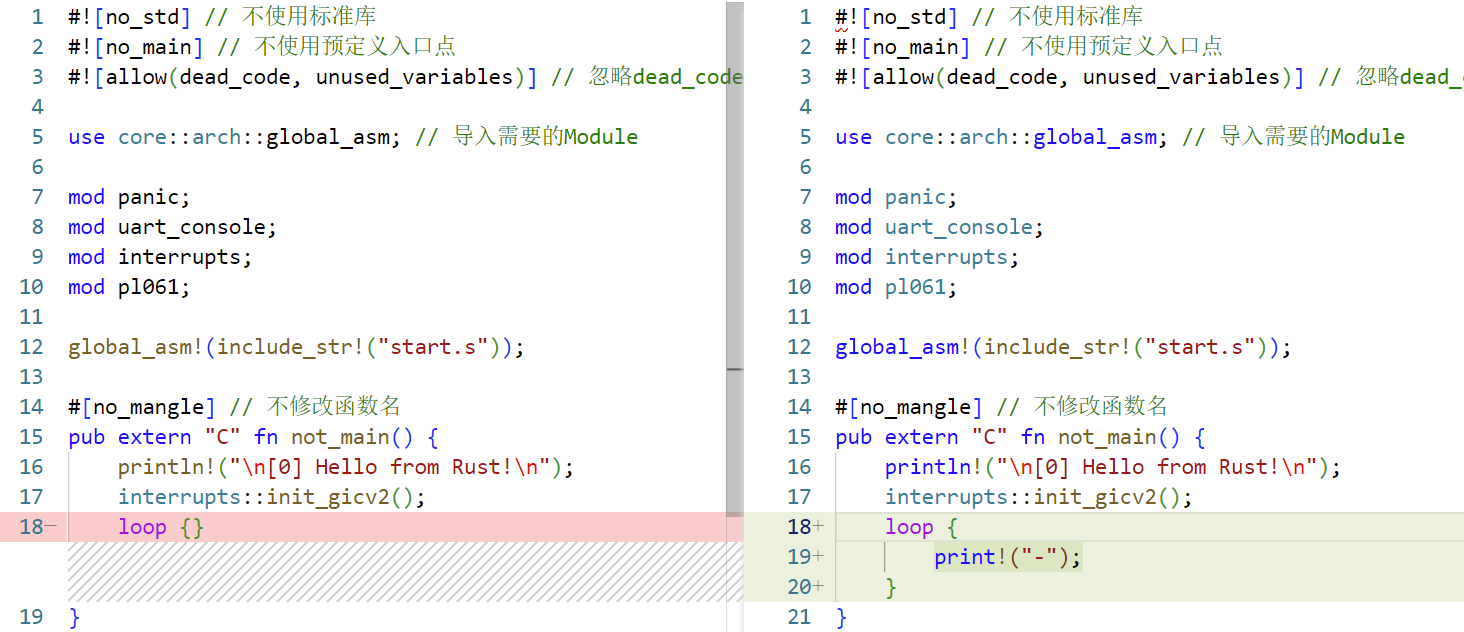 1 #![no_std] // 不使用标准库
2 #![no_main] // 不使用预定义入口点
3 #![allow(dead_code, unused_variables)] // 忽略dead_code
4
5 use core::arch::global_asm; // 导入需要的Module
6
7 mod panic;
8 mod uart_console;
9 mod interrupts;
10 mod pl061;
11
12 global_asm!(include_str!("start.s"));
13
14 #[no_mangle] // 不修改函数名
15 pub extern "C" fn not_main() {
16 println!("\n[0] Hello from Rust!\n");
17 interrupts::init_gicv2();
18− loop {}
19 }
1 #![no_std] // 不使用标准库
2 #![no_main] // 不使用预定义入口点
3 #![allow(dead_code, unused_variables)] // 忽略dead_
4
5 use core::arch::global_asm; // 导入需要的Module
6
7 mod panic;
8 mod uart_console;
9 mod interrupts;
10 mod pl061;
11
12 global_asm!(include_str!("start.s"));
13
14 #[no_mangle] // 不修改函数名
15 pub extern "C" fn not_main() {
16 println!("\n[0] Hello from Rust!\n");
17 interrupts::init_gicv2();
18+ loop {
19+ print!("-");
20+ }
21 }